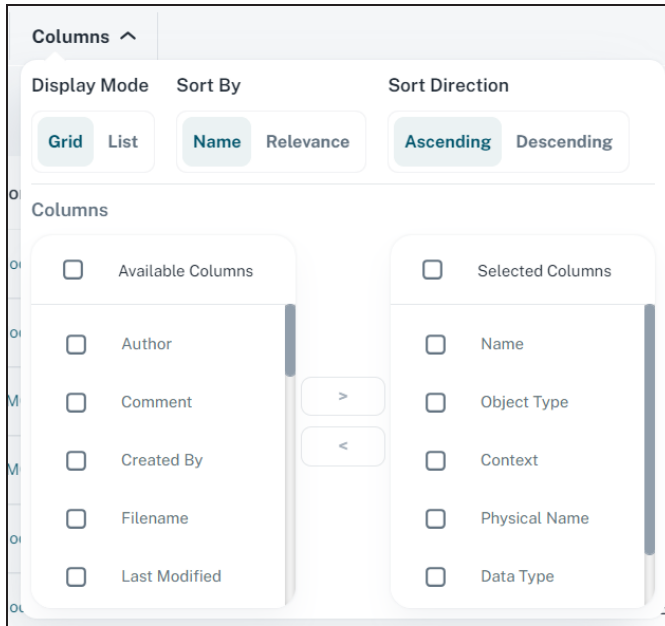 Columns
Display Mode Sort By Sort Direction
Grid List Name Relevance Ascending Descending
Columns
Available Columns
Author
Comment
Created By
Filename
Last Modified
>
<
Selected Columns
Name
Object Type
Context
Physical Name
Data Type